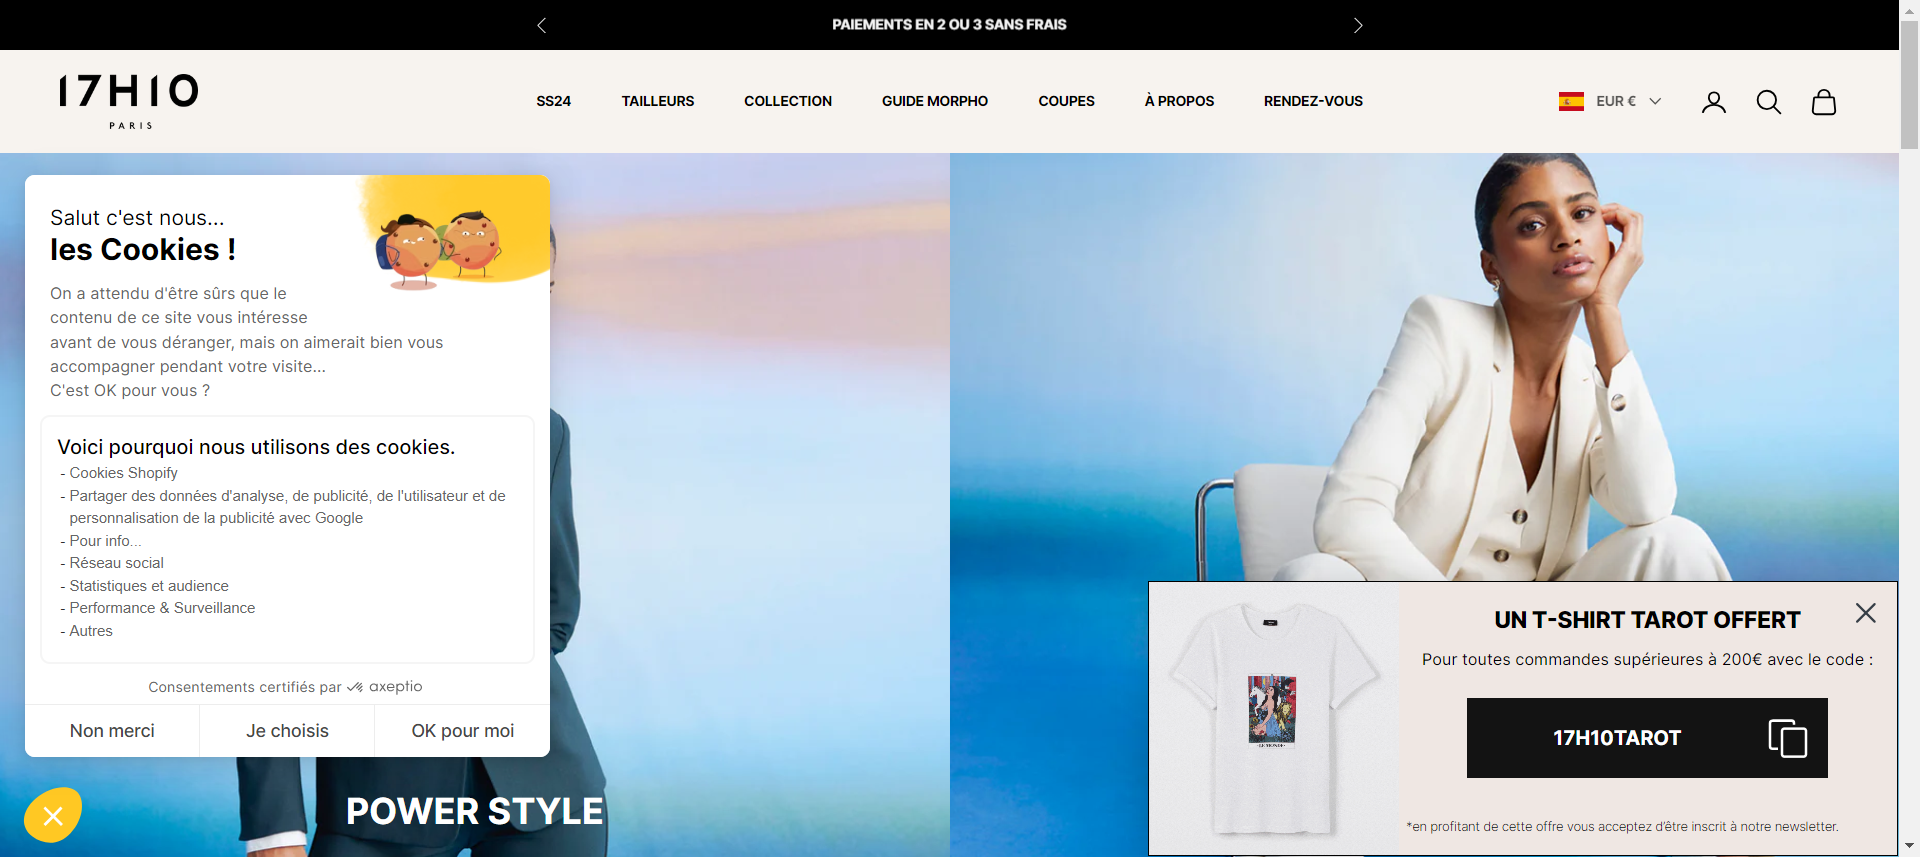 PAIEMENTS EN 2 OU 3 SANS FRAIS
17H10
PARIS
SS24
TAILLEURS
COLLECTION
GUIDE MORPHO
COUPES
À PROPOS
RENDEZ-VOUS
EUR €
Salut c'est nous...
les Cookies !
On a attendu d'être sûrs que le
contenu de ce site vous intéresse
avant de vous déranger, mais on aimerait bien vous
accompagner pendant votre visite...
C'est OK pour vous ?
Voici pourquoi nous utilisons des cookies.
- Cookies Shopify
- Partager des données d'analyse, de publicité, de l'utilisateur et de
personnalisation de la publicité avec Google
- Pour info...
- Réseau social
- Statistiques et audience
- Performance & Surveillance
- Autres
Consentements certifiés par axeptio
Non merci
Je choisis
OK pour moi
POWER STYLE
UN T-SHIRT TAROT OFFERT
Pour toutes commandes supérieures à 200€ avec le code :
17H10TAROT
*en profitant de cette offre vous acceptez d'être inscrit à notre newsletter.
LE MONDE